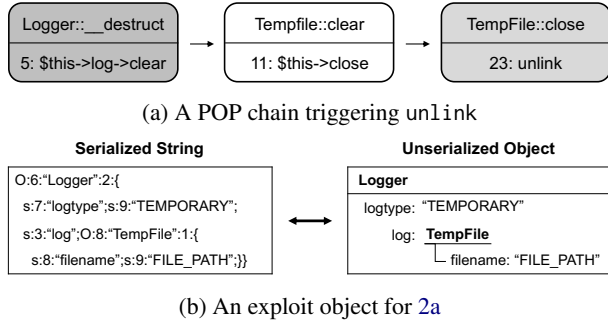 Logger::__destruct
5: $this->log->clear
Tempfile::clear
11: $this->close
TempFile::close
23: unlink
(a) A POP chain triggering unlink
Serialized String
O:6:“Logger”:2:{
s:7:“logtype”;s:9:“TEMPORARY”;
s:3:“log”;O:8:“TempFile”:1:{
s:8:“filename”;s:9:“FILE_PATH”;}}
Unserialized Object
Logger
logtype: “TEMPORARY”
log: TempFile
filename: “FILE_PATH”
(b) An exploit object for 2a